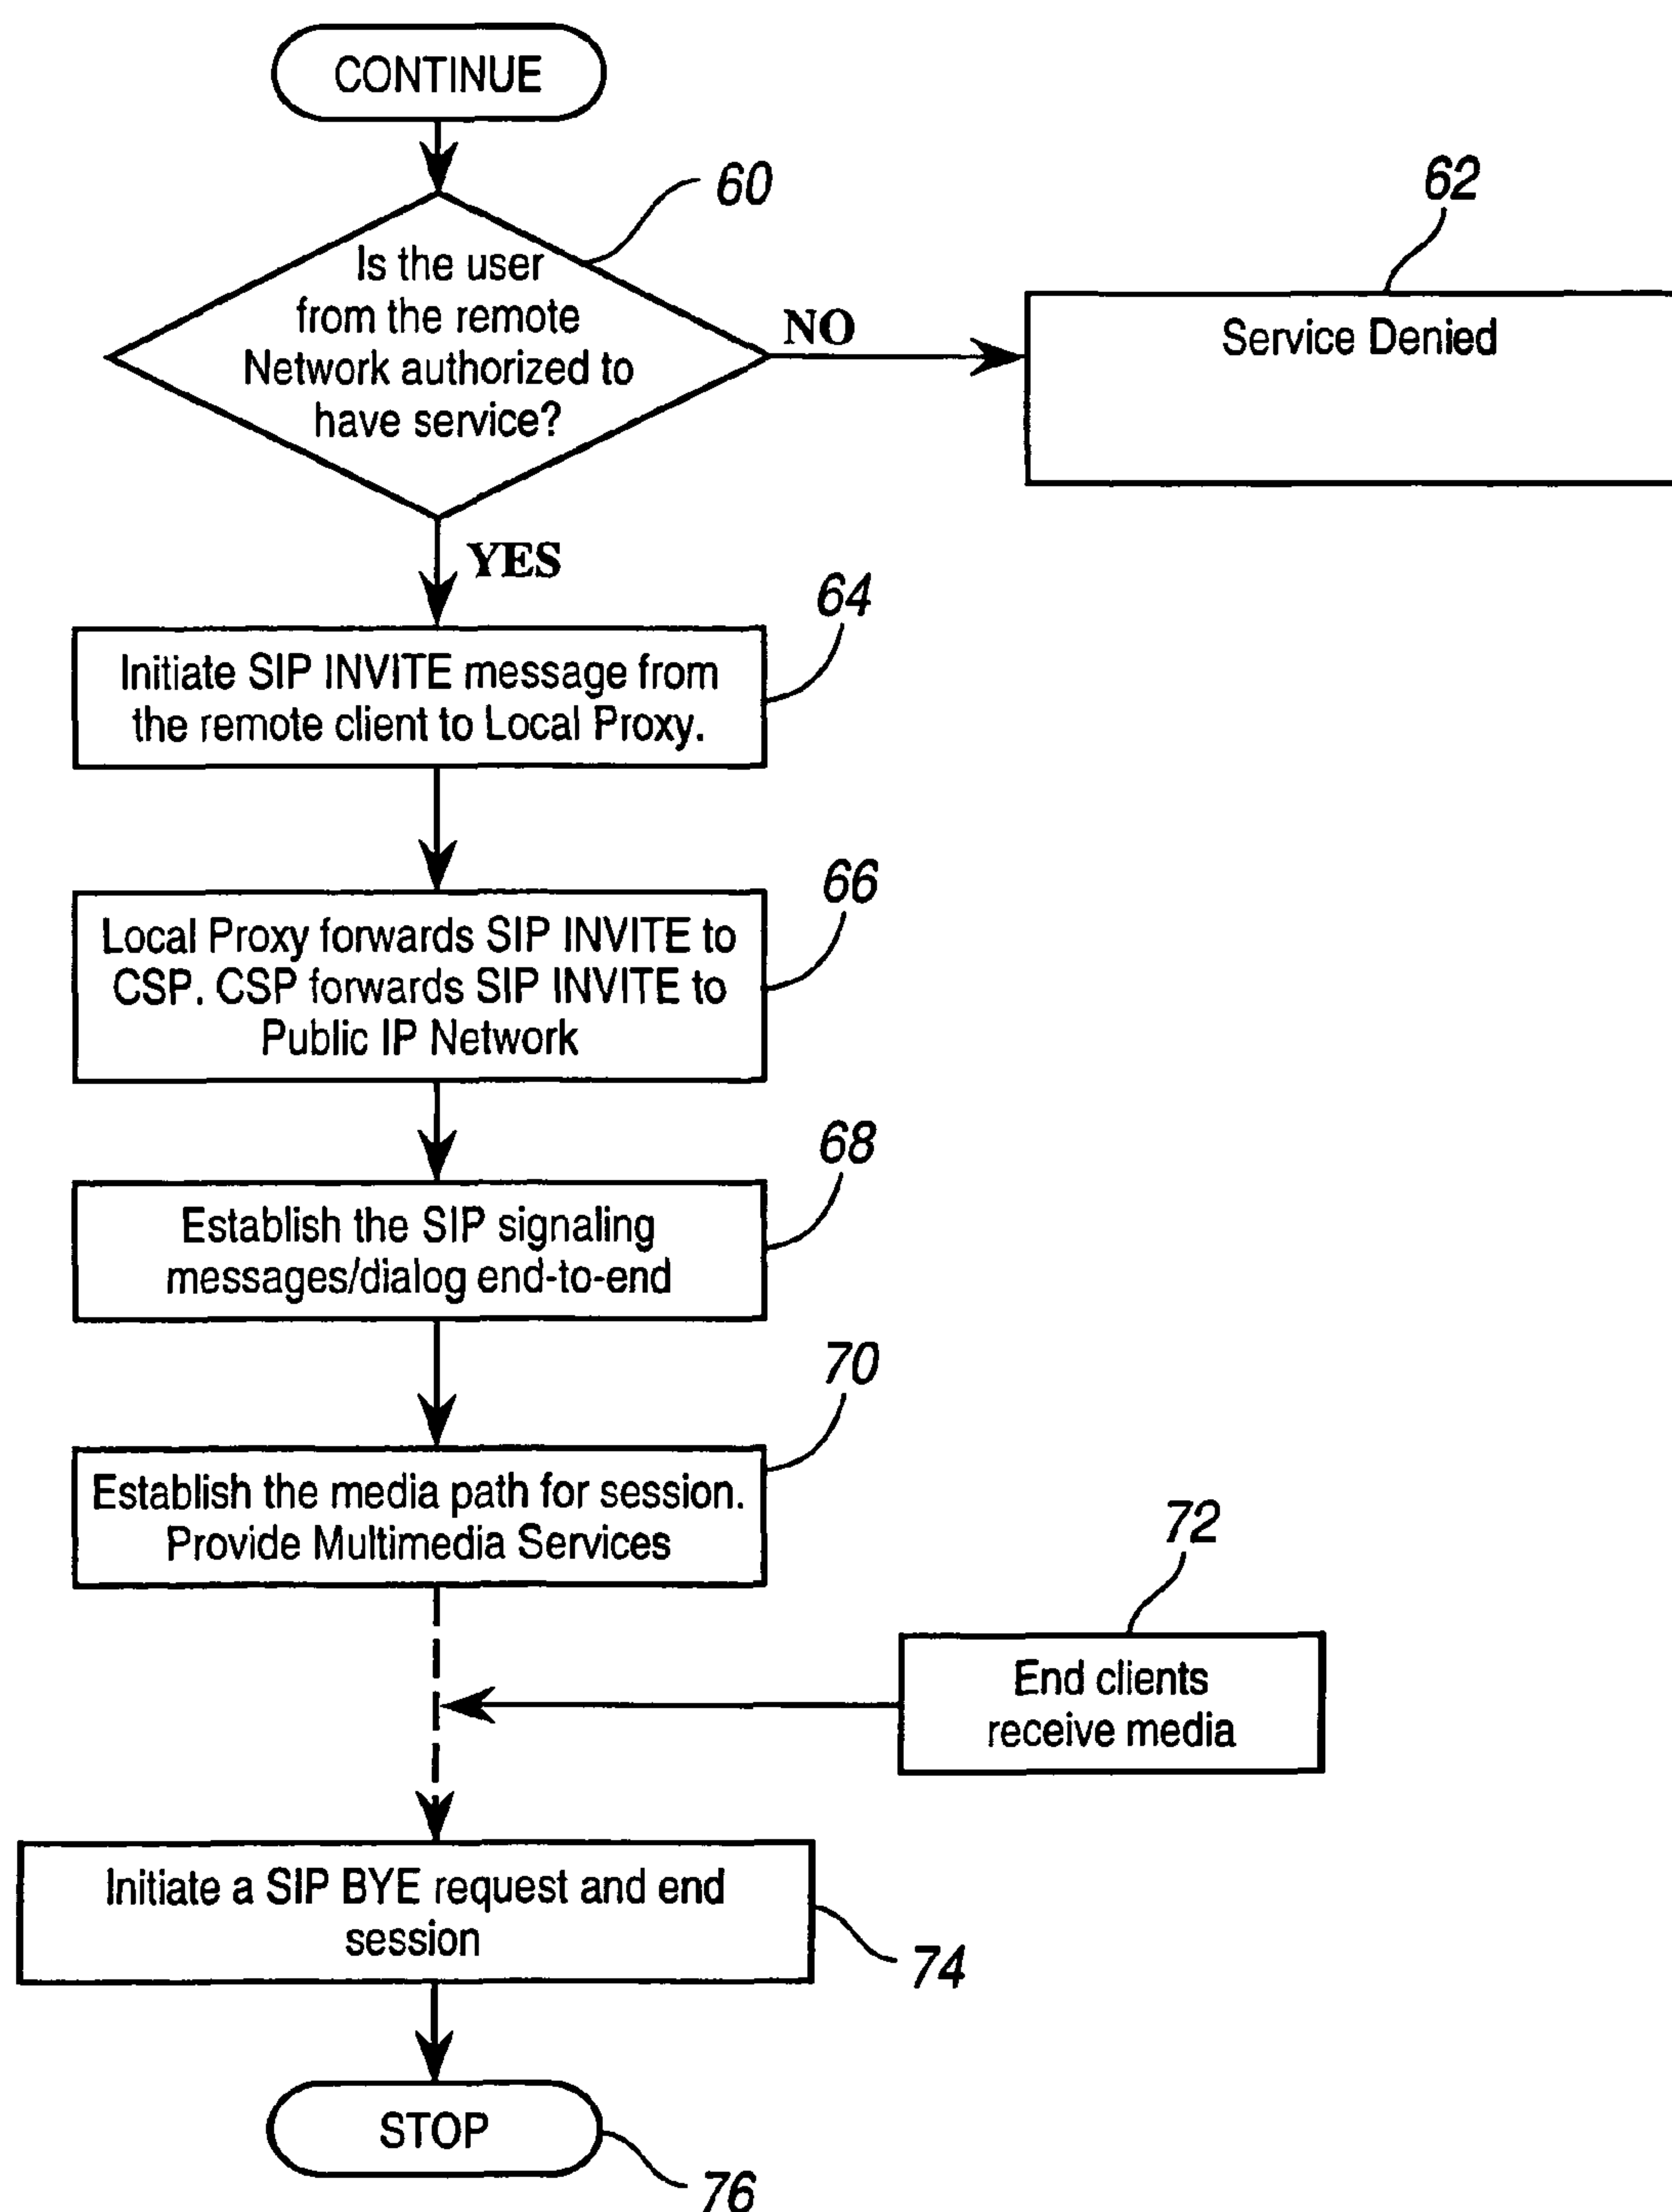 CONTINUE
60
Is the user
from the remote
Network authorized to
have service?
NO
62
Service Denied
YES
64
Initiate SIP INVITE message from
the remote client to Local Proxy.
66
Local Proxy forwards SIP INVITE to
CSP. CSP forwards SIP INVITE to
Public IP Network
68
Establish the SIP signaling
messages/dialog end-to-end
70
Establish the media path for session.
Provide Multimedia Services
72
End clients
receive media
Initiate a SIP BYE request and end
session
74
STOP
76